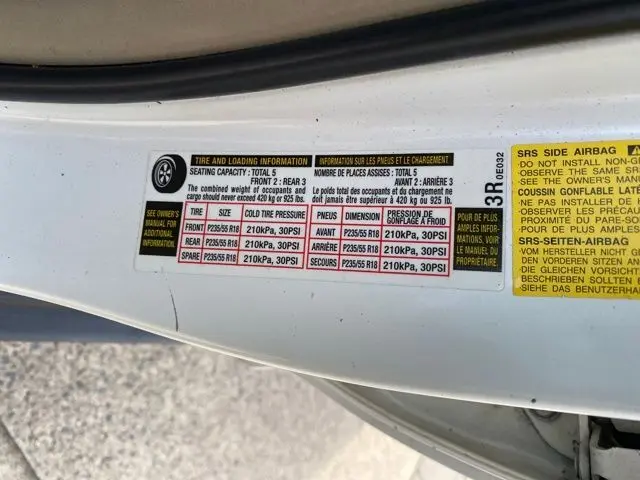 TIRE AND LOADING INFORMATION
SEATING CAPACITY : TOTAL 5
FRONT 2 : REAR 3
The combined weight of occupants and
cargo should never exceed 420 kg or 925 lbs.
INFORMATION SUR LES PNEUS ET LE CHARGEMENT
NOMBRE DE PLACES ASSISES : TOTAL 5
AVANT 2 : ARRIÈRE 3
Le poids total des occupants et du chargement ne
doit jamais être supérieur à 420 kg ou 925 lb.
SEE OWNER'S
MANUAL FOR
ADDITIONAL
INFORMATION.
TIRE SIZE COLD TIRE PRESSURE
FRONT P235/55 R18 210kPa, 30PSI
REAR P235/55 R18 210kPa, 30PSI
SPARE P235/55 R18 210kPa, 30PSI
PNEUS DIMENSION PRESSION DE GONFLAGE À FROID
AVANT P235/55 R18 210kPa, 30PSI
ARRIÈRE P235/55 R18 210kPa, 30PSI
SECOURS P235/55 R18 210kPa, 30PSI
POUR DE PLUS
AMPLES INFOR-
MATIONS, VOIR
LE MANUEL DU
PROPRIÉTAIRE.
3R 0E032
SRS SIDE AIRBAG
·DO NOT INSTALL NON-GE
·OBSERVE THE SAME SR
·SEE THE OWNER'S MANU
COUSSIN GONFLABLE LATÉ
·NE PAS INSTALLER DE
·OBSERVER LES PRÉC
PROXIMITÉ DU PARE-
·POUR DE PLUS AMPLES
SRS-SEITEN-AIRBAG
·VOM HERSTELLER NICHT GE
DEN VORDEREN SITZEN AN
·DIE GLEICHEN VORSICHT
BESCHRIEBEN SOLLTEN B
·SIEHE DAS BENUTZERHA